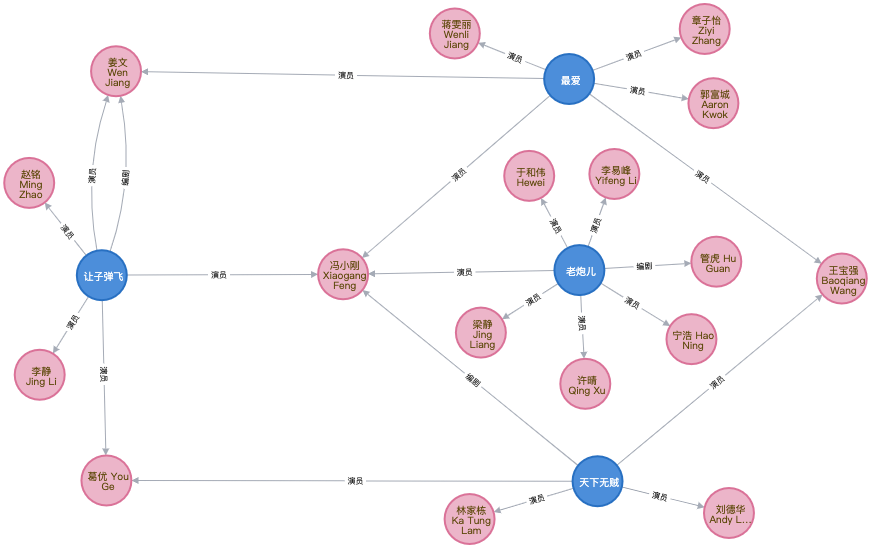 蒋雯丽
Wenli
Jiang
章子怡
Ziyi
Zhang
演员
演员
姜文
Wen
Jiang
演员
最爱
演员
郭富城
Aaron
Kwok
赵铭
Ming
Zhao
演员
编剧
演员
于和伟
Hewei
李易峰
Yifeng Li
演员
演员
演员
演员
让子弹飞
演员
冯小刚
Xiaogang
Feng
演员
老炮儿
编剧
管虎 Hu
Guan
王宝强
Baoqiang
Wang
演员
梁静
Jing
Liang
演员
演员
演员
宁浩 Hao
Ning
李静
Jing Li
演员
许晴
Qing Xu
编剧
演员
葛优 You
Ge
演员
天下无贼
林家栋
Ka Tung
Lam
演员
演员
刘德华
Andy L...